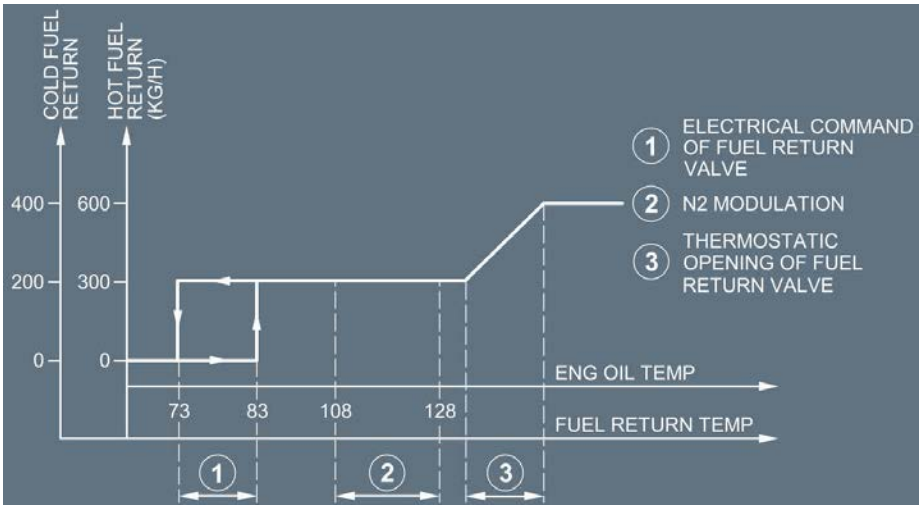 COLD FUEL
RETURN
HOT FUEL
RETURN
(KG/H)
1 ELECTRICAL COMMAND
OF FUEL RETURN
VALVE
2 N2 MODULATION
3 THERMOSTATIC
OPENING OF FUEL
RETURN VALVE
400 600
200 300
0 0
ENG OIL TEMP
73 83 108 128
FUEL RETURN TEMP
1 2 3